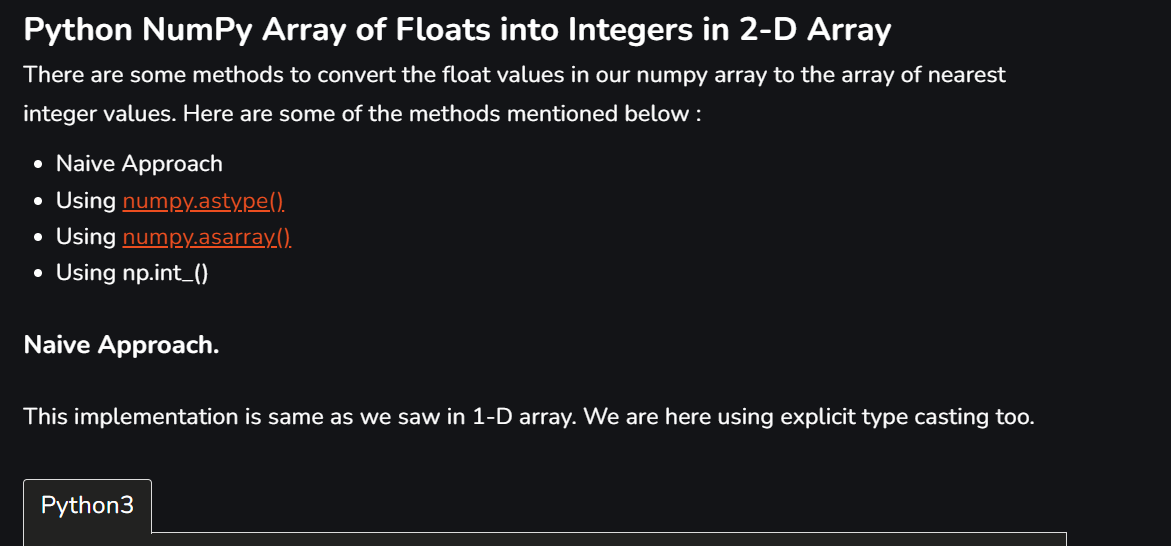 Python NumPy Array of Floats into Integers in 2-D Array
There are some methods to convert the float values in our numpy array to the array of nearest
integer values. Here are some of the methods mentioned below :
• Naive Approach
• Using numpy.astype()
• Using numpy.asarray()
• Using np.int_()
Naive Approach.
This implementation is same as we saw in 1-D array. We are here using explicit type casting too.
Python3